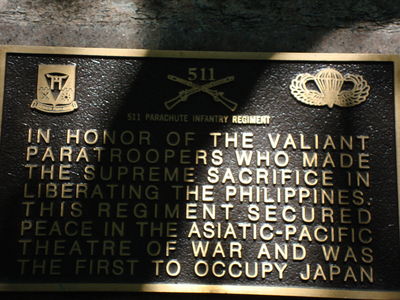 511
511 PARACHUTE INFANTRY REGIMENT
IN HONOR OF THE VALIANT
PARATROOPERS WHO MADE
THE SUPREME SACRIFICE IN
LIBERATING THE PHILIPPINES.
THIS REGIMENT SECURED
PEACE IN THE ASIATIC-PACIFIC
THEATRE OF WAR AND WAS
THE FIRST TO OCCUPY JAPAN